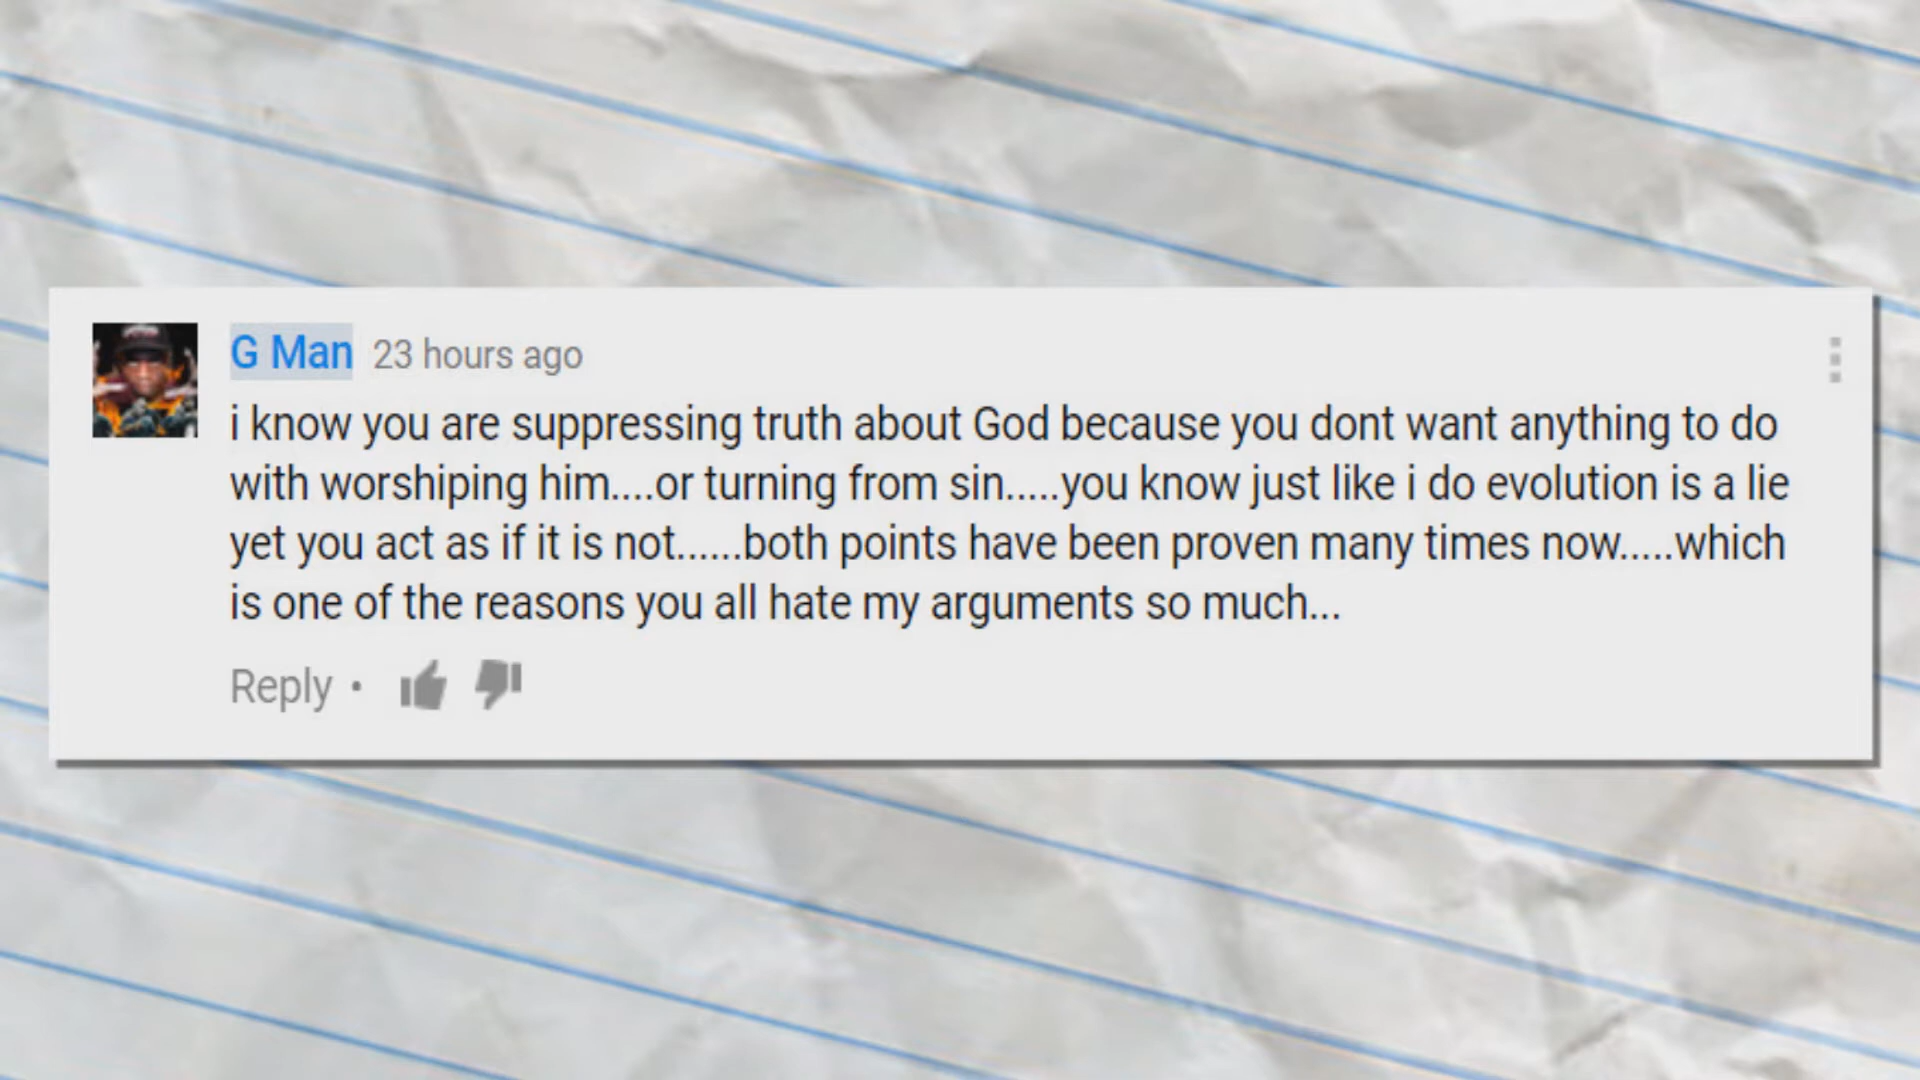 G Man 23 hours ago
i know you are suppressing truth about God because you dont want anything to do
with worshiping him....or turning from sin.....you know just like i do evolution is a lie
yet you act as if it is not......both points have been proven many times now.....which
is one of the reasons you all hate my arguments so much...
Reply •